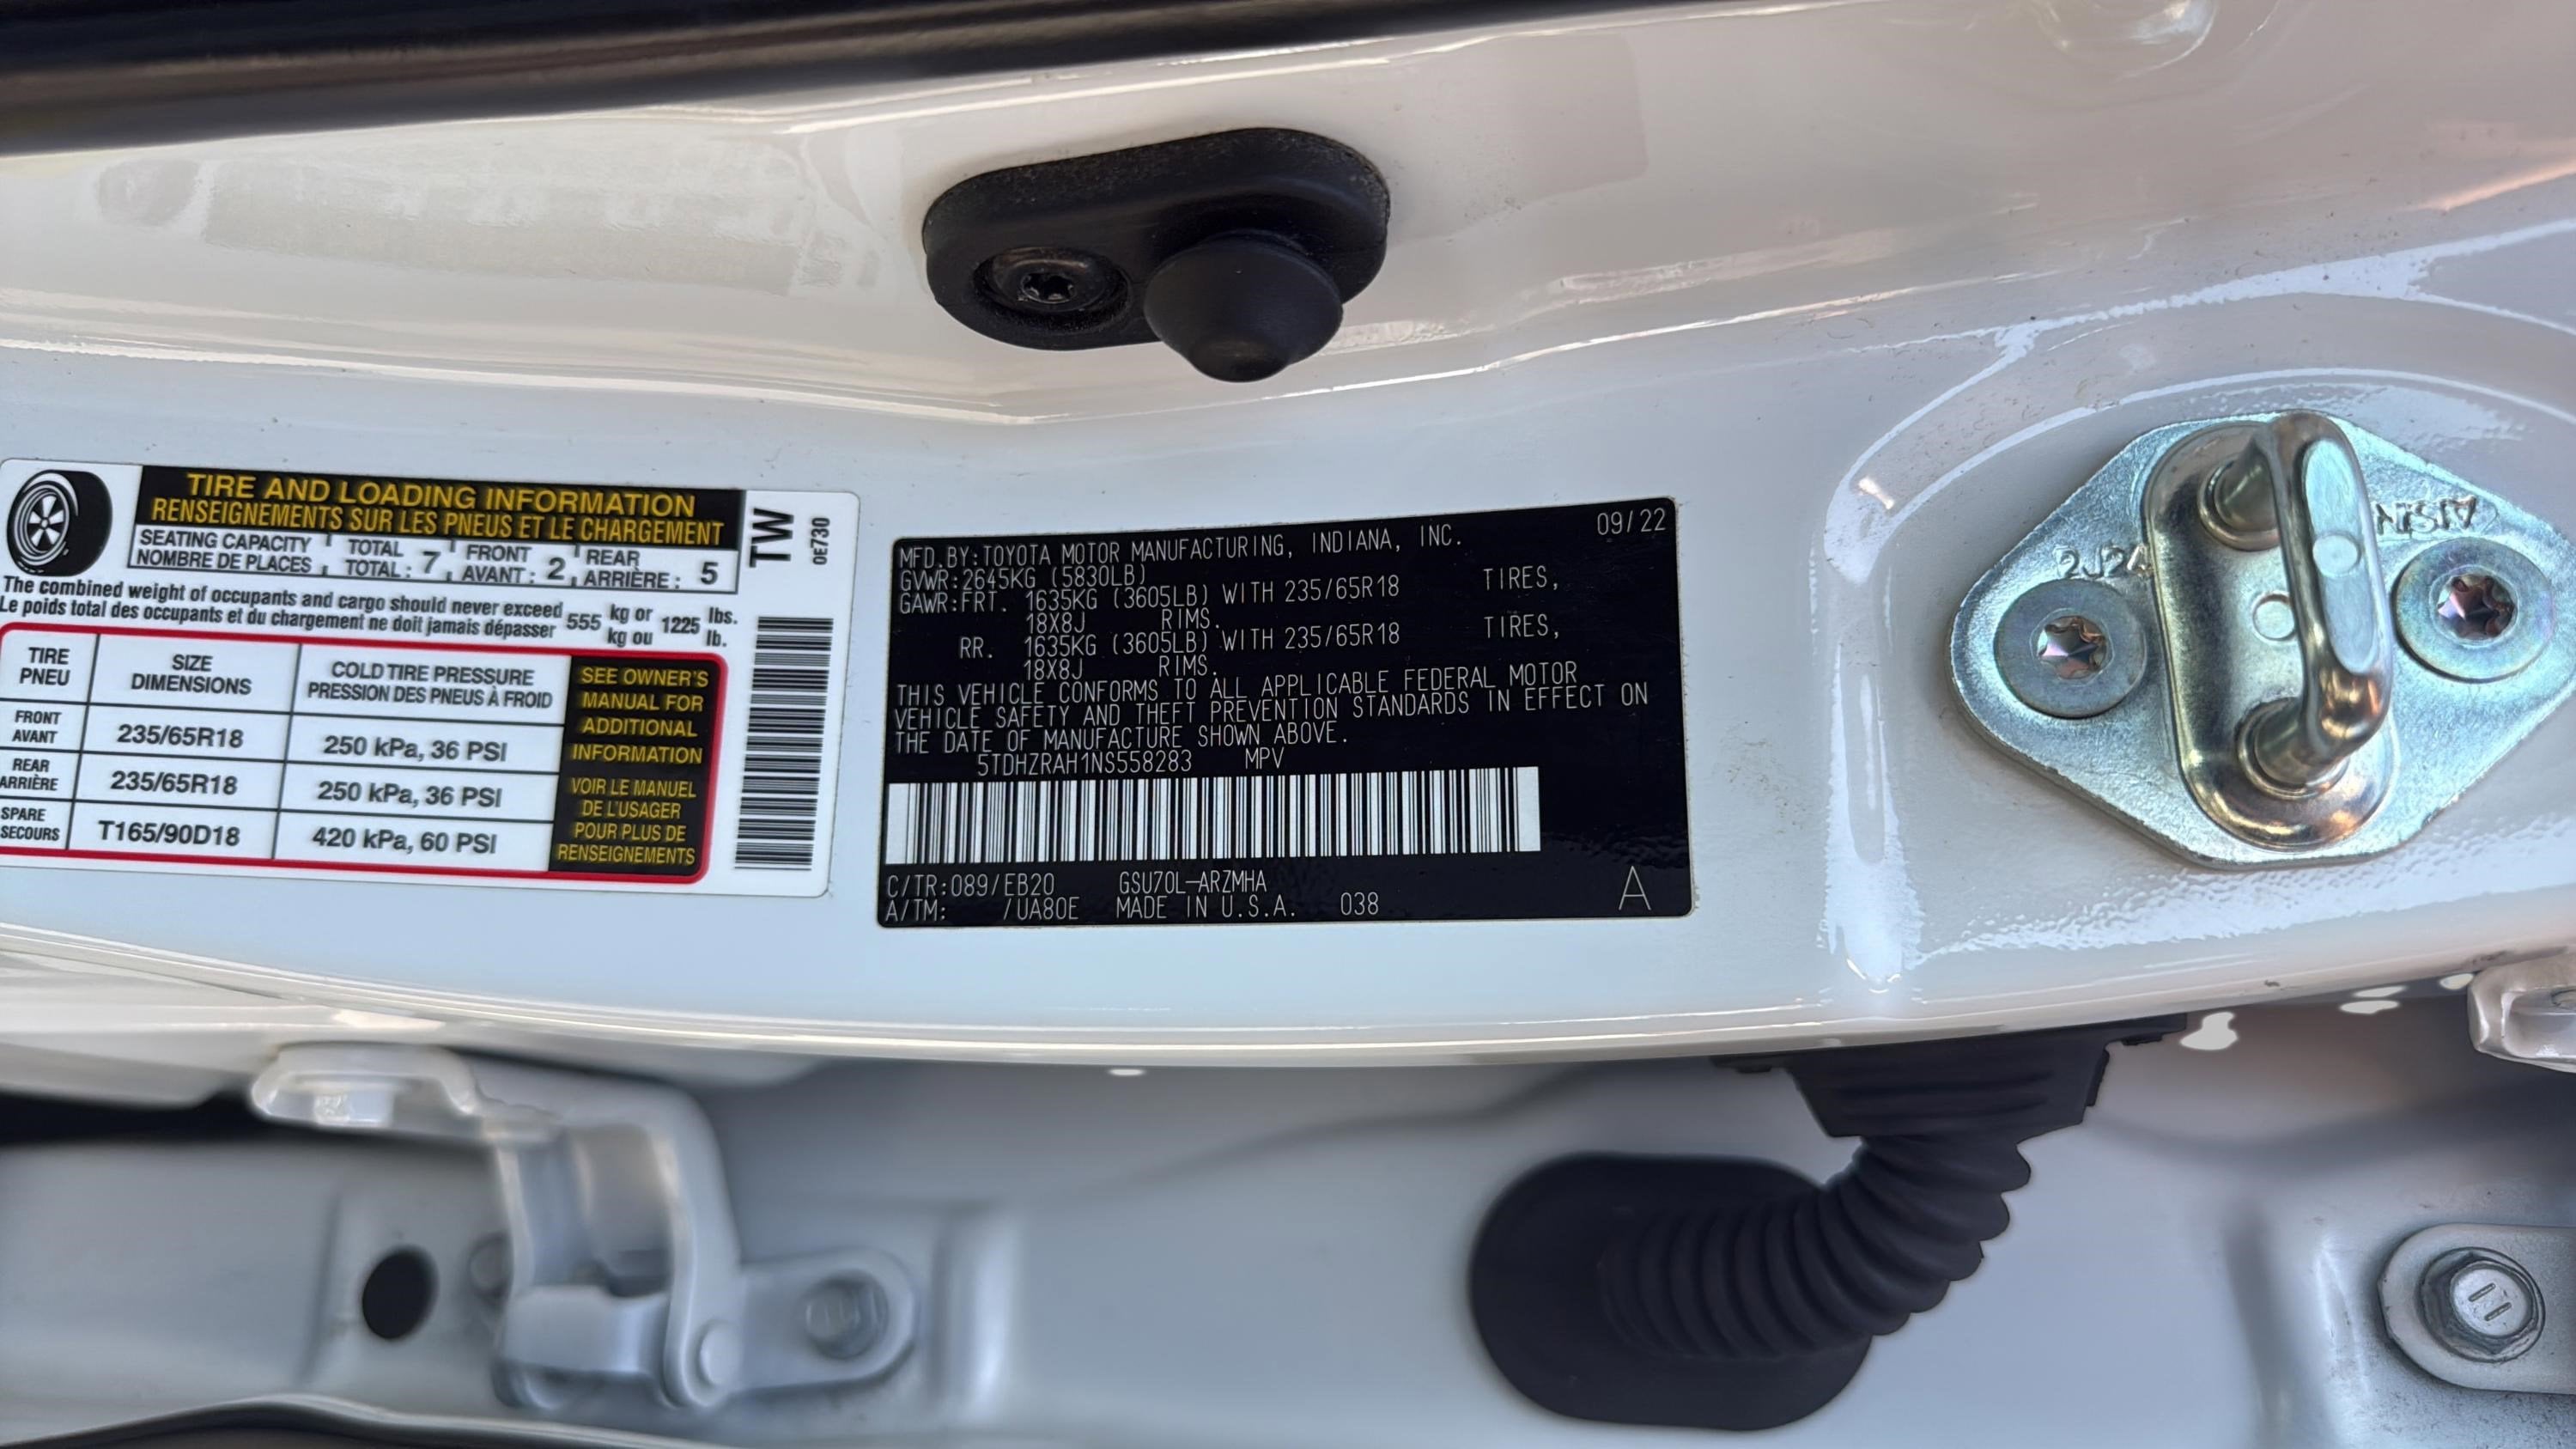 TIRE AND LOADING INFORMATION
RENSEIGNEMENTS SUR LES PNEUS ET LE CHARGEMENT
SEATING CAPACITY TOTAL 7 FRONT 2 REAR 5
NOMBRE DE PLACES TOTAL : AVANT : ARRIÈRE :
The combined weight of occupants and cargo should never exceed 555 kg or 1225 lbs.
Le poids total des occupants et du chargement ne doit jamais dépasser kg ou lb.
TIRE SIZE COLD TIRE PRESSURE
PNEU DIMENSIONS PRESSION DES PNEUS À FROID
FRONT
AVANT 235/65R18 250 kPa, 36 PSI
REAR
ARRIÈRE 235/65R18 250 kPa, 36 PSI
SPARE
SECOURS T165/90D18 420 kPa, 60 PSI
SEE OWNER'S
MANUAL FOR
ADDITIONAL
INFORMATION
VOIR LE MANUEL
DE L'USAGER
POUR PLUS DE
RENSEIGNEMENTS
TW
0E730
09/22
MFD.BY:TOYOTA MOTOR MANUFACTURING, INDIANA, INC.
GVWR:2645KG (5830LB)
GAWR:FRT. 1635KG (3605LB) WITH 235/65R18 TIRES,
18X8J RIMS.
RR. 1635KG (3605LB) WITH 235/65R18 TIRES,
18X8J RIMS.
THIS VEHICLE CONFORMS TO ALL APPLICABLE FEDERAL MOTOR
VEHICLE SAFETY AND THEFT PREVENTION STANDARDS IN EFFECT ON
THE DATE OF MANUFACTURE SHOWN ABOVE.
5TDHZRAH1NS558283 MPV
C/TR:089/EB20 GSU70L-ARZMHA
A/TM: /UA80E MADE IN U.S.A. 038
A